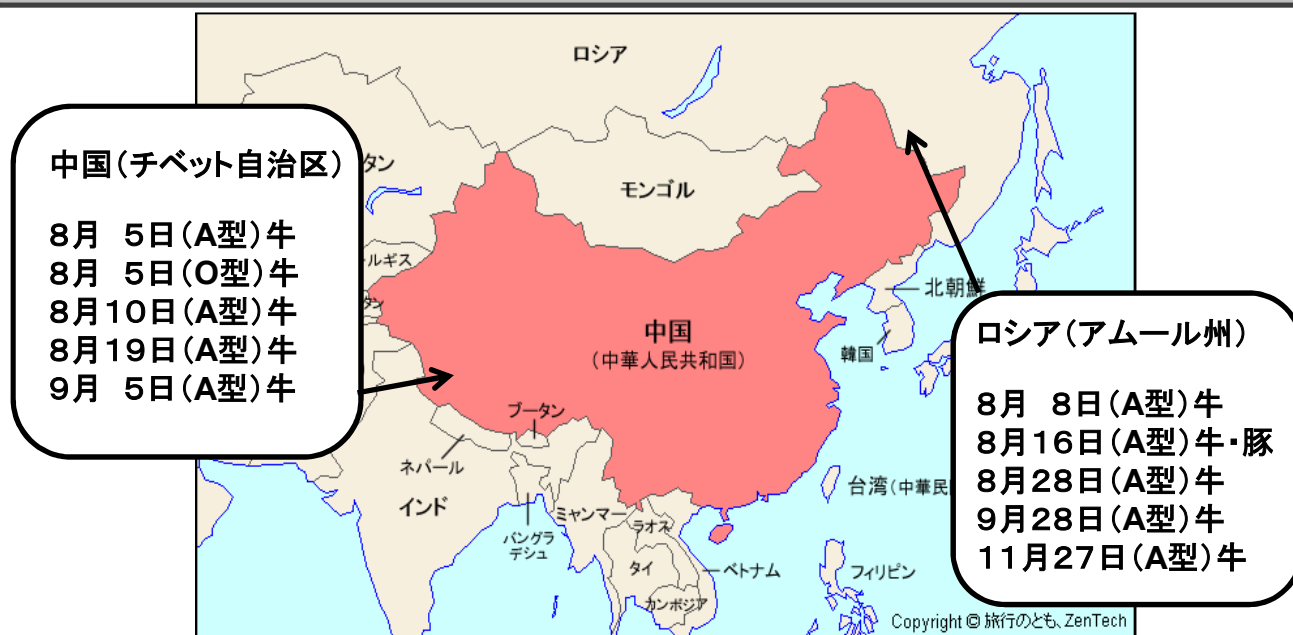 ロシア
中国(チベット自治区)
8月 5日(A型)牛
8月 5日(O型)牛
8月10日(A型)牛
8月19日(A型)牛
9月 5日(A型)牛
タン
モンゴル
ルギス
タン
北朝鮮
中国
(中華人民共和国)
韓国
ロシア(アムール州)
8月 8日(A型)牛
8月16日(A型)牛・豚
8月28日(A型)牛
9月28日(A型)牛
11月27日(A型)牛
ブータン
ネパール
インド
バングラ
デシュ
ミャンマー
ラオス
タイ
ベトナム
カンボジア
台湾(中華民
フィリピン
Copyright © 旅行のとも、ZenTech